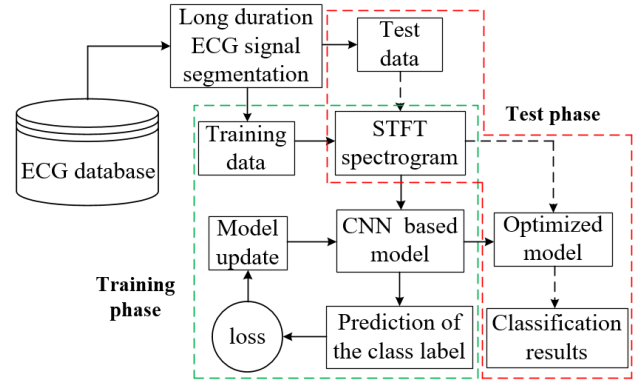 Long duration
ECG signal
segmentation
Test
data
ECG database
Training
data
STFT
spectrogram
Test phase
Model
update
CNN based
model
Optimized
model
Training
phase
loss
Prediction of
the class label
Classification
results